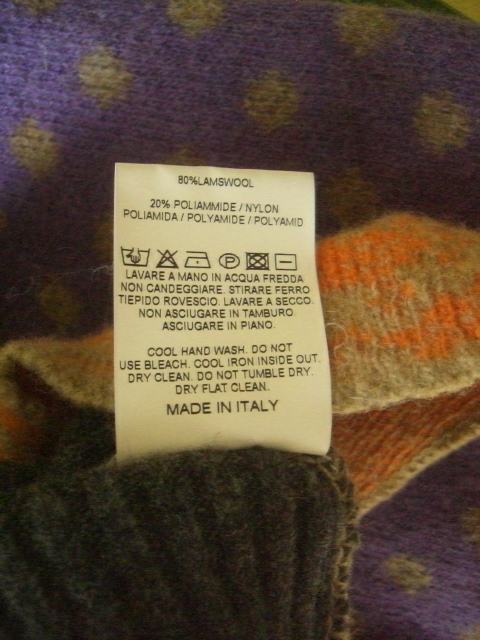 80%LAMSWOOL
20% POLIAMMIDE / NYLON
POLIAMIDA / POLYAMIDE / POLYAMID
P
LAVARE A MANO IN ACQUA FREDDA
NON CANDEGGIARE. STIRARE FERRO
TIEPIDO ROVESCIO. LAVARE A SECCO.
NON ASCIUGARE IN TAMBURO.
ASCIUGARE IN PIANO.
COOL HAND WASH. DO NOT
USE BLEACH. COOL IRON INSIDE OUT.
DRY CLEAN. DO NOT TUMBLE DRY.
DRY FLAT CLEAN.
MADE IN ITALY